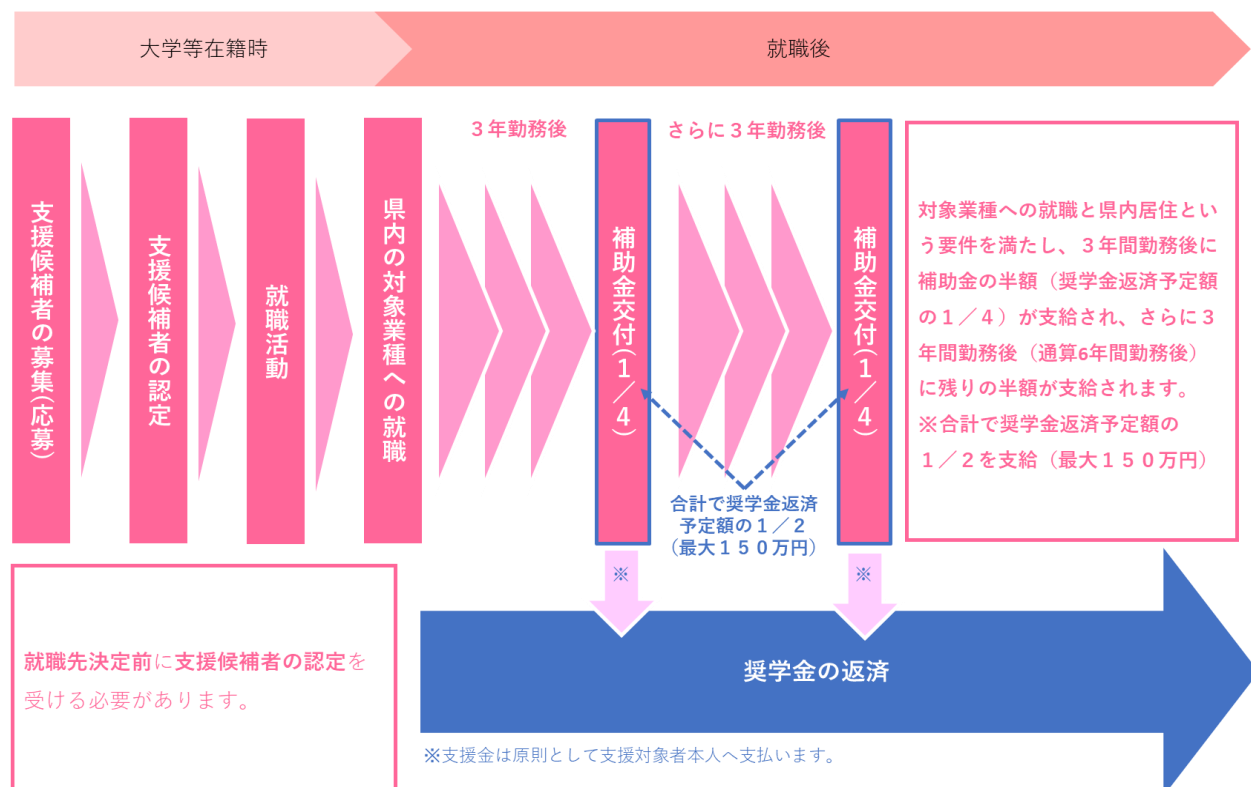 大学等在籍時
就職後
支援候補者の募集(応募)
支援候補者の認定
就職活動
県内の対象業種への就職
３年勤務後
補助金交付(１／４)
さらに３年勤務後
補助金交付(１／４)
合計で奨学金返済
予定額の１／２
（最大１５０万円）
対象業種への就職と県内居住とい
う要件を満たし、３年間勤務後に
補助金の半額（奨学金返済予定額
の１／４）が支給され、さらに３
年間勤務後（通算6年間勤務後）
に残りの半額が支給されます。
※合計で奨学金返済予定額の
１／２を支給（最大１５０万円）
※
※
就職先決定前に支援候補者の認定を
受ける必要があります。
奨学金の返済
※支援金は原則として支援対象者本人へ支払います。